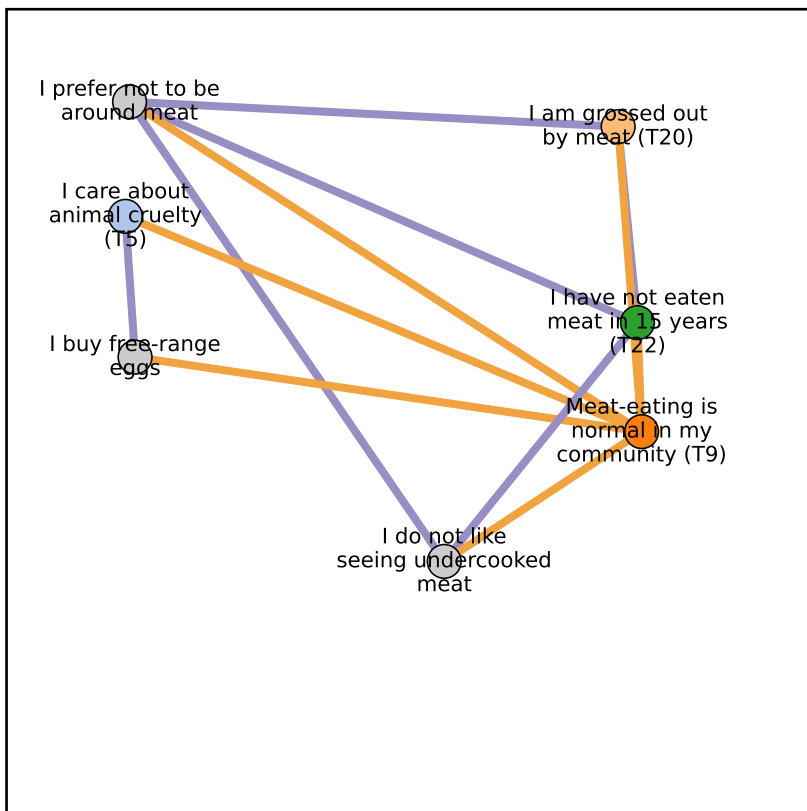 I prefer not to be
around meat
I am grossed out
by meat (T20)
I care about
animal cruelty
(T5)
I have not eaten
meat in 15 years
(T22)
I buy free-range
eggs
Meat-eating is
normal in my
community (T9)
I do not like
seeing undercooked
meat